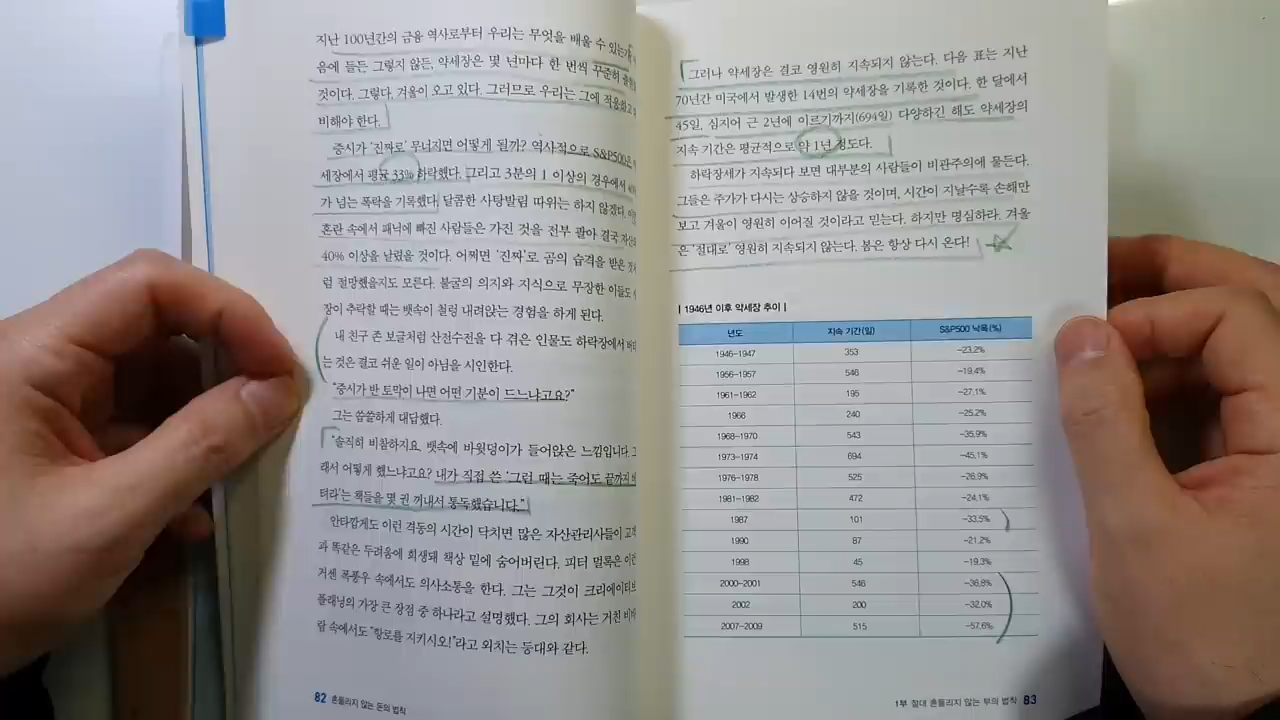 지난 100년간의 금융 역사로부터 우리는 무엇을 배울 수 있는가
음에 들든 그렇지 않든, 약세장은 몇 년마다 한 번씩 꾸준히
것이다. 그렇다, 겨울이 오고 있다. 그러므로 우리는 그에 적응하고
비해야 한다.
증시가 '진짜로' 무너지면 어떻게 될까? 역사적으로 S&P500은
세장에서 평균 33% 하락했다. 그리고 3분의 1 이상의 경우에서
가 넘는 폭락을 기록했다. 달콤한 사탕발림 따위는 하지 않겠다.
혼란 속에서 패닉에 빠진 사람들은 가진 것을 전부 팔아 결국
40% 이상을 날렸을 것이다. 어쩌면 '진짜'로 곰의 습격을 받은
럼 절망했을지도 모른다. 불굴의 의지와 지식으로 무장한 이들도
장이 추락할 때는 뱃속이 철렁 내려앉는 경험을 하게 된다.
내 친구 존 보글처럼 산전수전을 다 겪은 인물도 하락장에서
는 것은 결코 쉬운 일이 아님을 시인한다.
"증시가 반 토막이 나면 어떤 기분이 드느냐고요?"
그는 씁쓸하게 대답했다.
"솔직히 비참하지요. 뱃속에 바윗덩이가 들어앉은 느낌입니다. 그
래서 어떻게 했느냐고요? 내가 직접 쓴 '그럴 때는 죽어도 끝까지
텨라'는 책들을 몇 권 꺼내서 통독했습니다."
안타깝게도 이런 격동의 시간이 닥치면 많은 자산관리사들이 고객
과 똑같은 두려움에 희생돼 책상 밑에 숨어버린다. 피터 멀룩은 이런
거센 폭풍우 속에서도 의사소통을 한다. 그는 그것이 크리에이티브
플래닝의 가장 큰 장점 중 하나라고 설명했다. 그의 회사는 거친
람 속에서도 "항로를 지키시오!"라고 외치는 등대와 같다.
82 흔들리지 않는 돈의 법칙
그러나 약세장은 결코 영원히 지속되지 않는다. 다음 표는 지난
70년간 미국에서 발생한 14번의 약세장을 기록한 것이다. 한 달에서
45일, 심지어 근 2년에 이르기까지(694일) 다양하긴 해도 약세장의
지속 기간은 평균적으로 약 1년 정도다.
하락장세가 지속되다 보면 대부분의 사람들이 비관주의에 물든다.
그들은 주가가 다시는 상승하지 않을 것이며, 시간이 지날수록 손해만
보고 겨울이 영원히 이어질 것이라고 믿는다. 하지만 명심하라. 겨울
은 '절대로' 영원히 지속되지 않는다. 봄은 항상 다시 온다!
| 1946년 이후 약세장 추이 |
년도 지속 기간(일) S&P500 낙폭(%)
1946-1947 353 -23.2%
1956-1957 546 -19.4%
1961-1962 195 -27.1%
1966 240 -25.2%
1968-1970 543 -35.9%
1973-1974 694 -45.1%
1976-1978 525 -26.9%
1981-1982 472 -24.1%
1987 101 -33.5%
1990 87 -21.2%
1998 45 -19.3%
2000-2001 546 -36.8%
2002 200 -32.0%
2007-2009 515 -57.6%
1부 절대 흔들리지 않는 부의 법칙 83